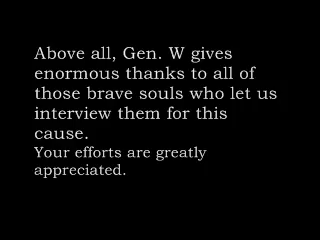 Above all, Gen. W gives
enormous thanks to all of
those brave souls who let us
interview them for this
cause.
Your efforts are greatly
appreciated.